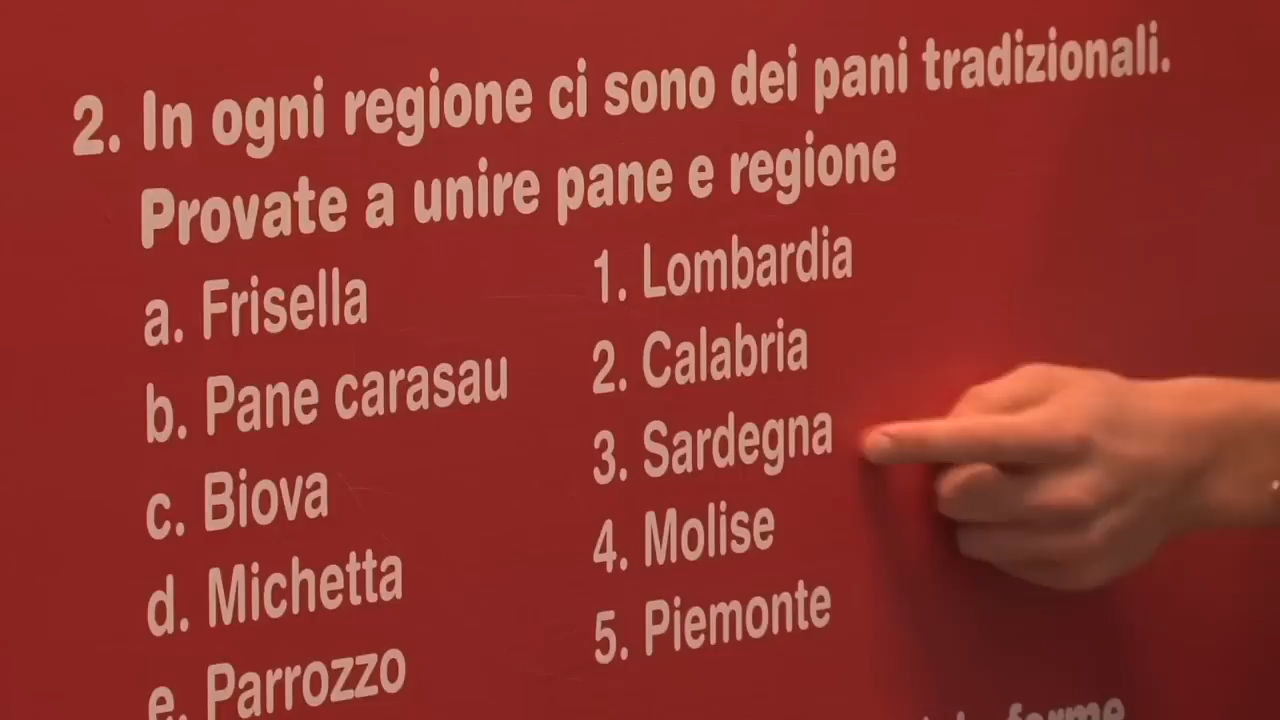 2. In ogni regione ci sono dei pani tradizionali.
Provate a unire pane e regione
a. Frisella
b. Pane carasau
c. Biova
d. Michetta
e. Parrozzo
1. Lombardia
2. Calabria
3. Sardegna
4. Molise
5. Piemonte
forme